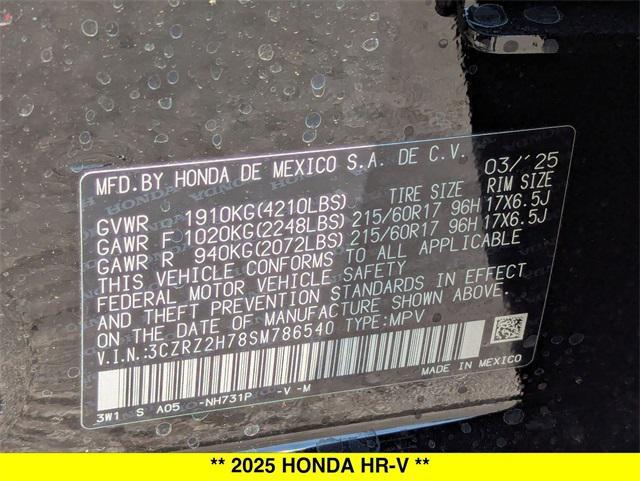 MFD.BY HONDA DE MEXICO S.A. DE C.V. 03/'25
TIRE SIZE RIM SIZE
GVWR 1910KG(4210LBS)
GAWR F 1020KG(2248LBS) 215/60R17 96H 17X6.5J
GAWR R 940KG(2072LBS) 215/60R17 96H 17X6.5J
THIS VEHICLE CONFORMS TO ALL APPLICABLE
FEDERAL MOTOR VEHICLE SAFETY
AND THEFT PREVENTION STANDARDS IN EFFECT
ON THE DATE OF MANUFACTURE SHOWN ABOVE.
V.I.N.:3CZRZ2H78SM786540 TYPE:MPV
MADE IN MEXICO
3W1 S A05 -NH731P -V-M
** 2025 HONDA HR-V **